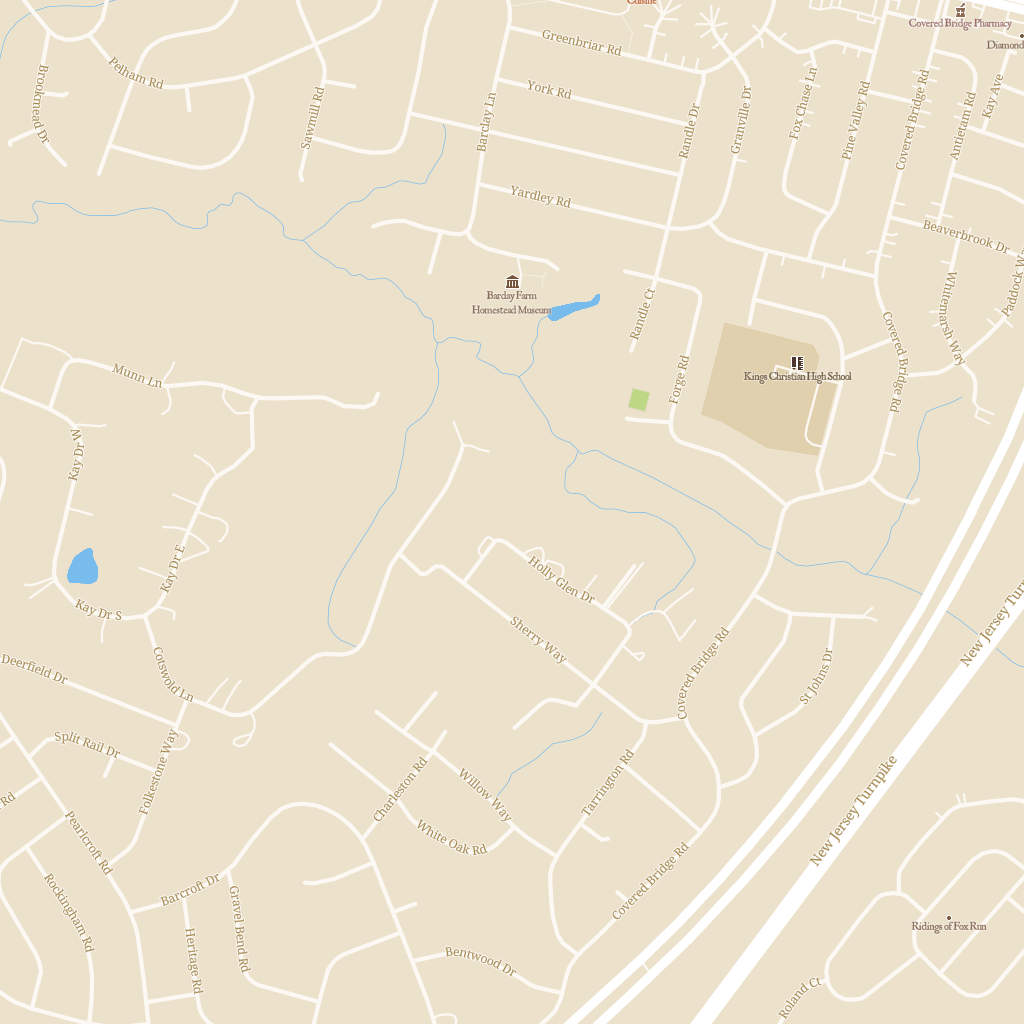 Cuisine
Covered Bridge Pharmacy
Diamond
Greenbriar Rd
Pelham Rd
Brookmead Dr
Sawmill Rd
York Rd
Barclay Ln
Randle Dr
Granville Dr
Fox Chase Ln
Pine Valley Rd
Covered Bridge Rd
Antietam Rd
Kay Ave
Yardley Rd
Beaverbrook Dr
Paddock Way
Whitemarsh Way
Barclay Farm
Homestead Museum
Randle Ct
Forge Rd
Covered Bridge Rd
Kings Christian High School
Munn Ln
Kay Dr W
Kay Dr E
Kay Dr S
Holly Glen Dr
Sherry Way
Covered Bridge Rd
St Johns Dr
New Jersey Turn
Deerfield Dr
Cotswold Ln
Split Rail Dr
Folkestone Way
Rd
Pearlcroft Rd
Charleston Rd
Willow Way
Tarrington Rd
White Oak Rd
New Jersey Turnpike
Covered Bridge Rd
Barcroft Dr
Rockingham Rd
Gravel Bend Rd
Heritage Rd
Bentwood Dr
Ridings of Fox Run
Roland Ct